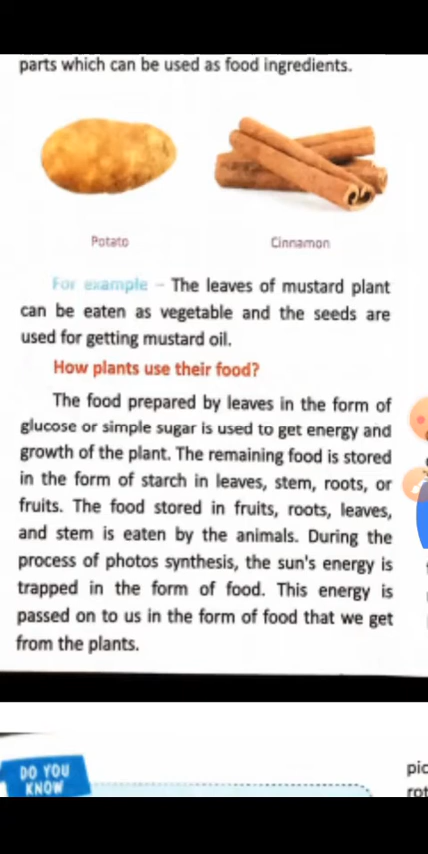 parts which can be used as food ingredients.
Potato
Cinnamon
For example – The leaves of mustard plant
can be eaten as vegetable and the seeds are
used for getting mustard oil.
How plants use their food?
The food prepared by leaves in the form of
glucose or simple sugar is used to get energy and
growth of the plant. The remaining food is stored
in the form of starch in leaves, stem, roots, or
fruits. The food stored in fruits, roots, leaves,
and stem is eaten by the animals. During the
process of photos synthesis, the sun's energy is
trapped in the form of food. This energy is
passed on to us in the form of food that we get
from the plants.
DO YOU
KNOW
pic
rot